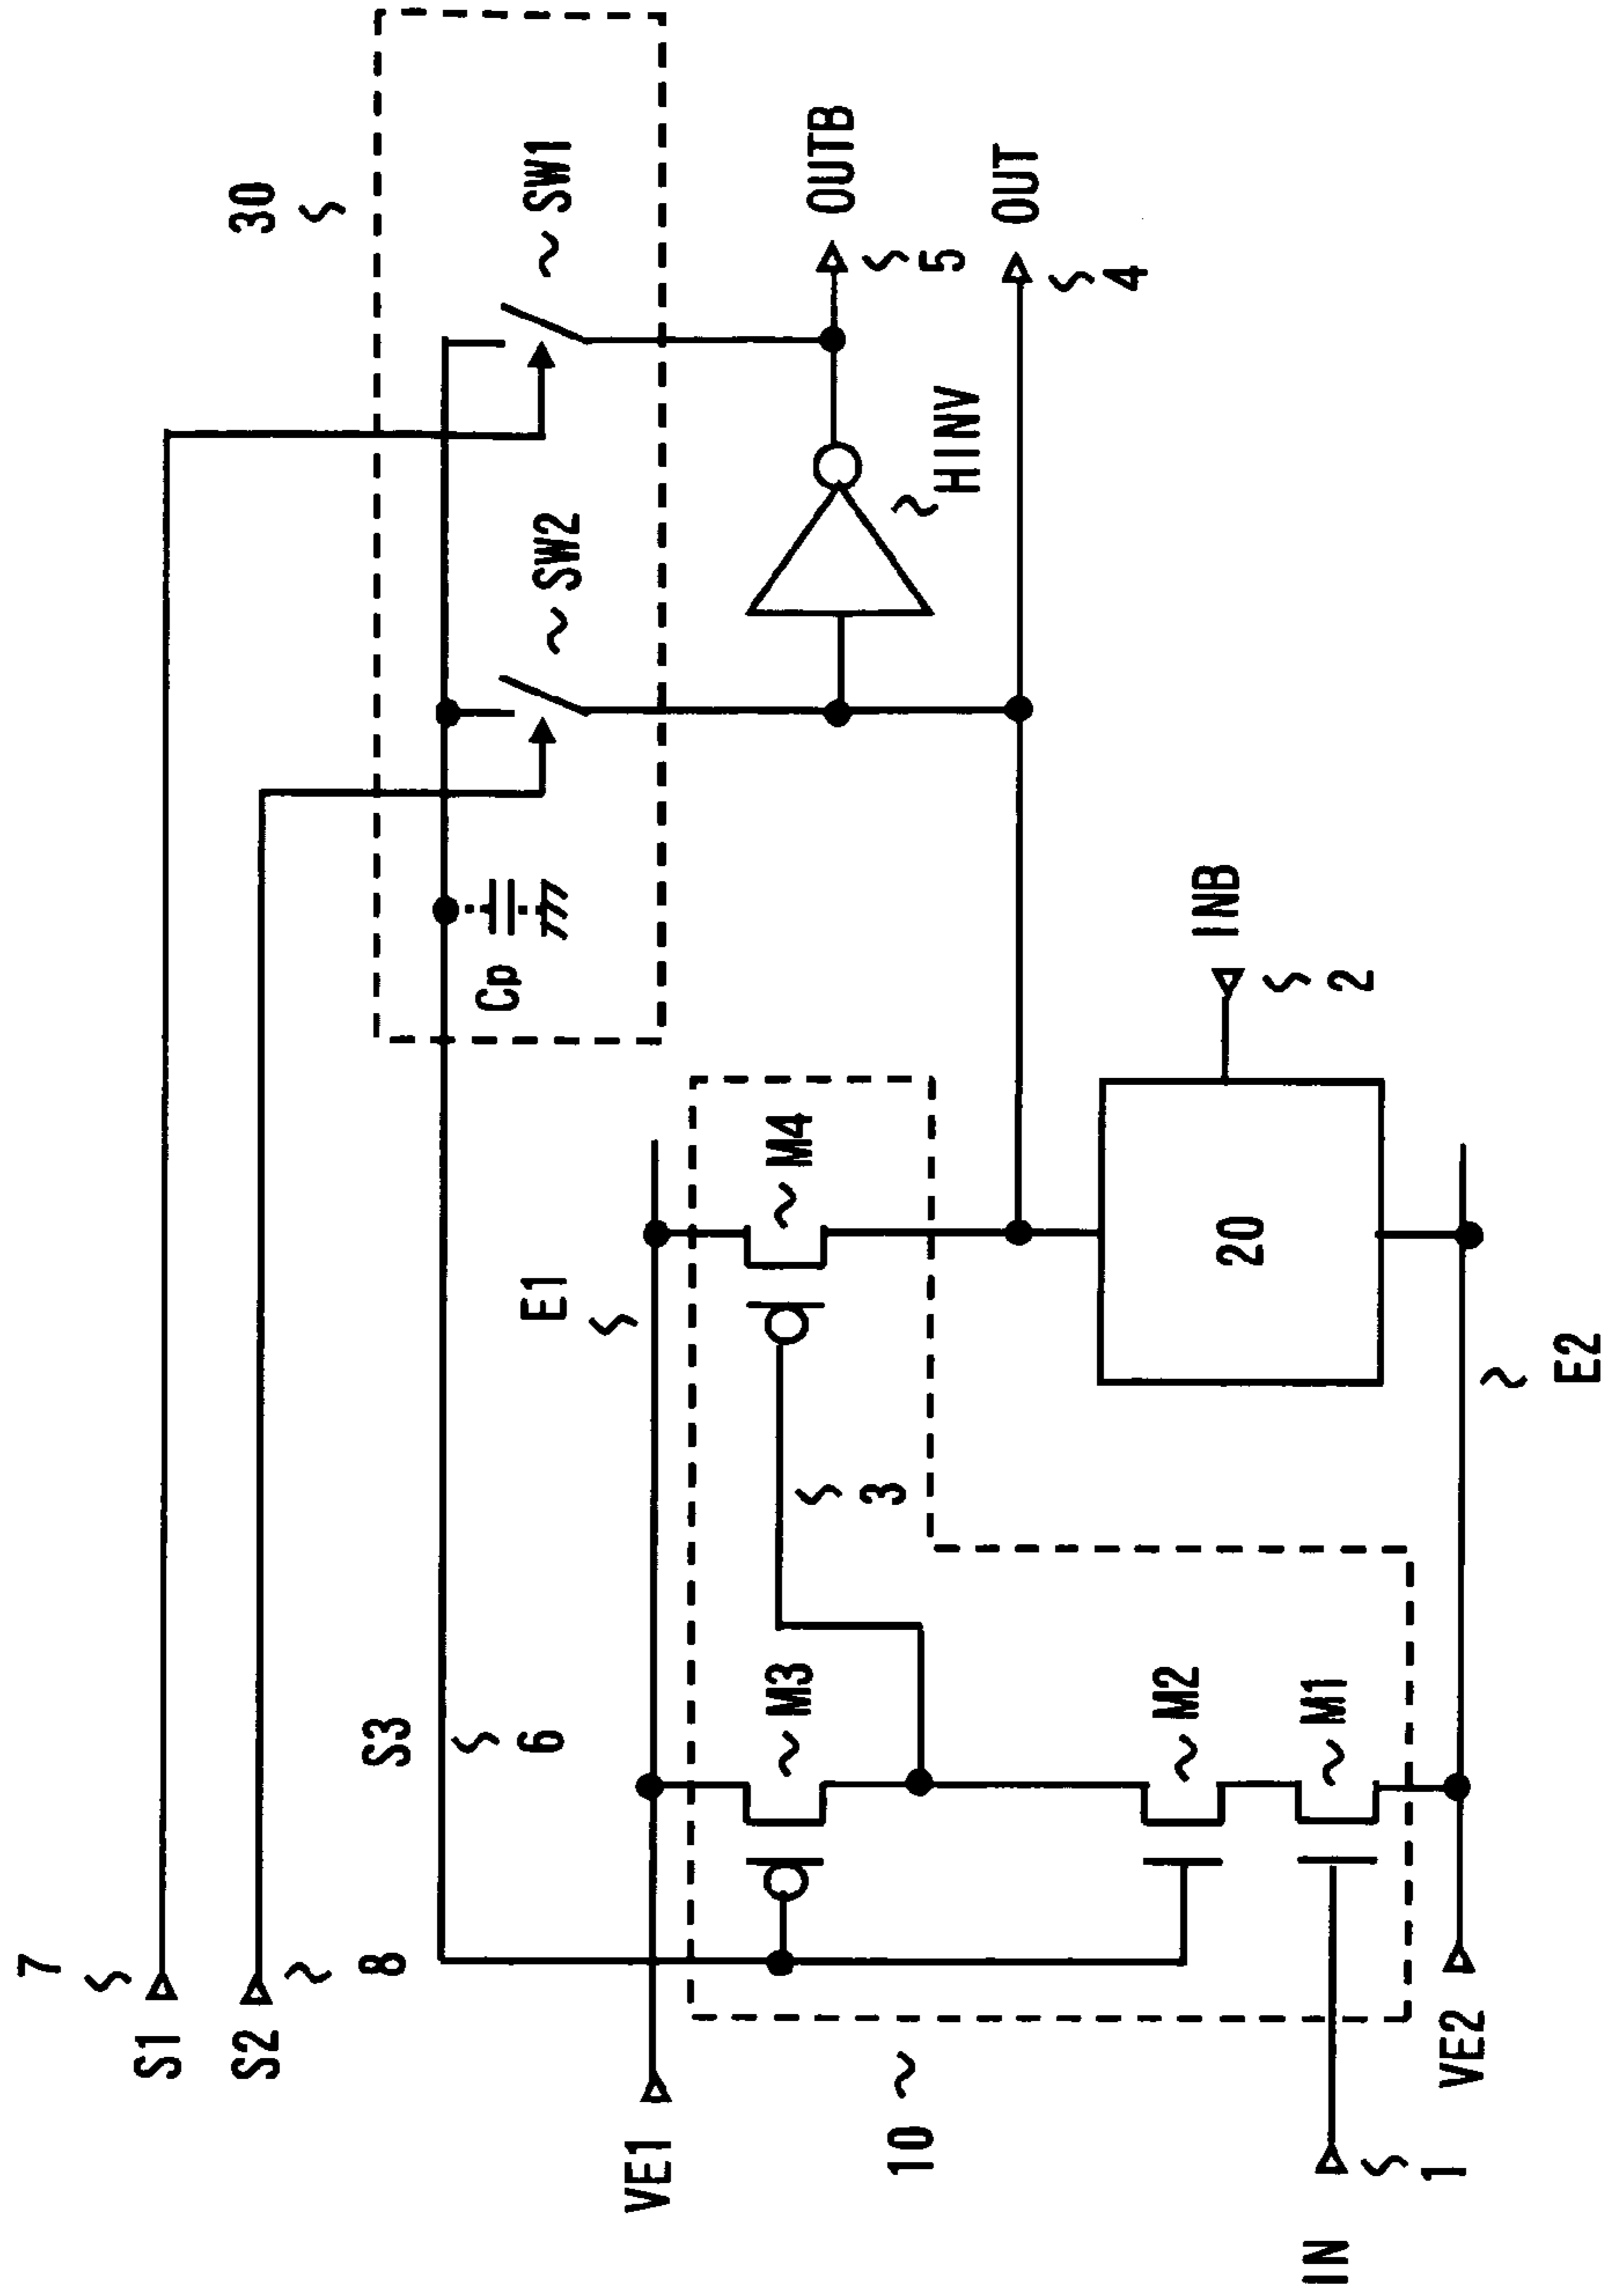 30
S1
7
S2
8
S3
6
Cp
SW2
SW1
OUTB
5
OUT
4
HINV
VE1
E1
10
M3
M4
3
M2
M1
20
INB
2
IN
1
VE2
E2